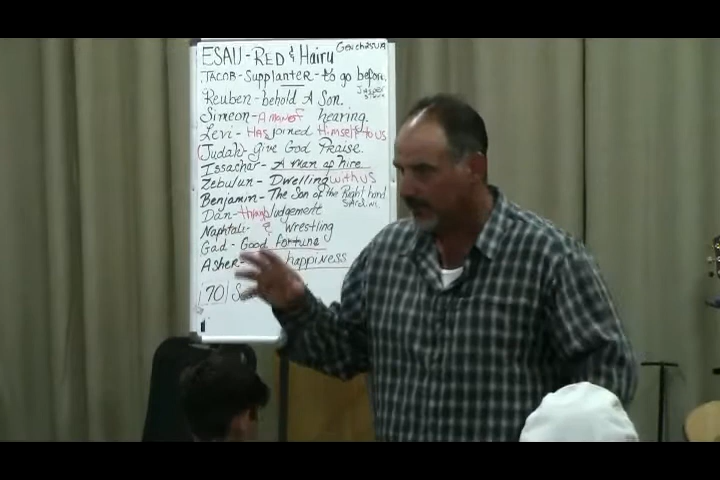 ESAU - RED & Hairy
JACOB - Supplanter - to go before.
Reuben - behold A Son.
Simeon - A man of hearing.
Levi - Has joined Himself to us
(Judah - give God Praise.
Issachar - A man of hire
Zebulun - Dwelling with us
Benjamin - The Son of the Right hand
Dan - things Judgement
Naphtali - & Wrestling
Gad - Good fortune
Asher - happiness
70